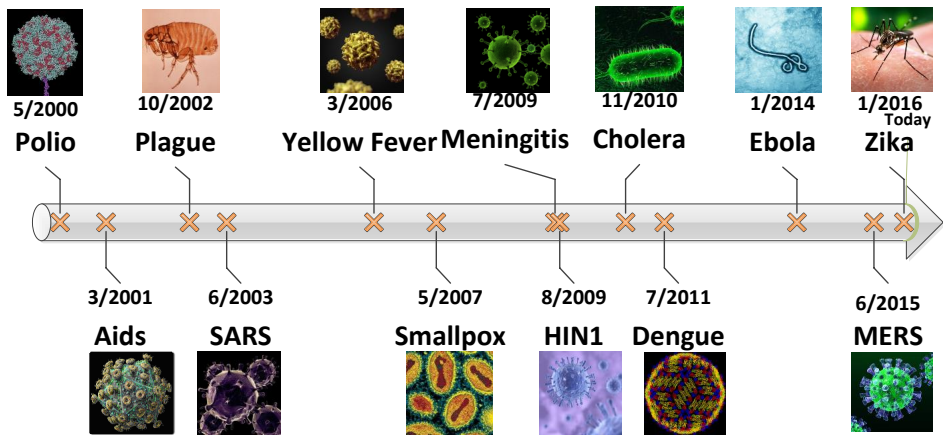 5/2000
Polio
10/2002
Plague
3/2006
Yellow Fever
7/2009
Meningitis
11/2010
Cholera
1/2014
Ebola
1/2016
Today
Zika
3/2001
Aids
6/2003
SARS
5/2007
Smallpox
8/2009
HIN1
7/2011
Dengue
6/2015
MERS